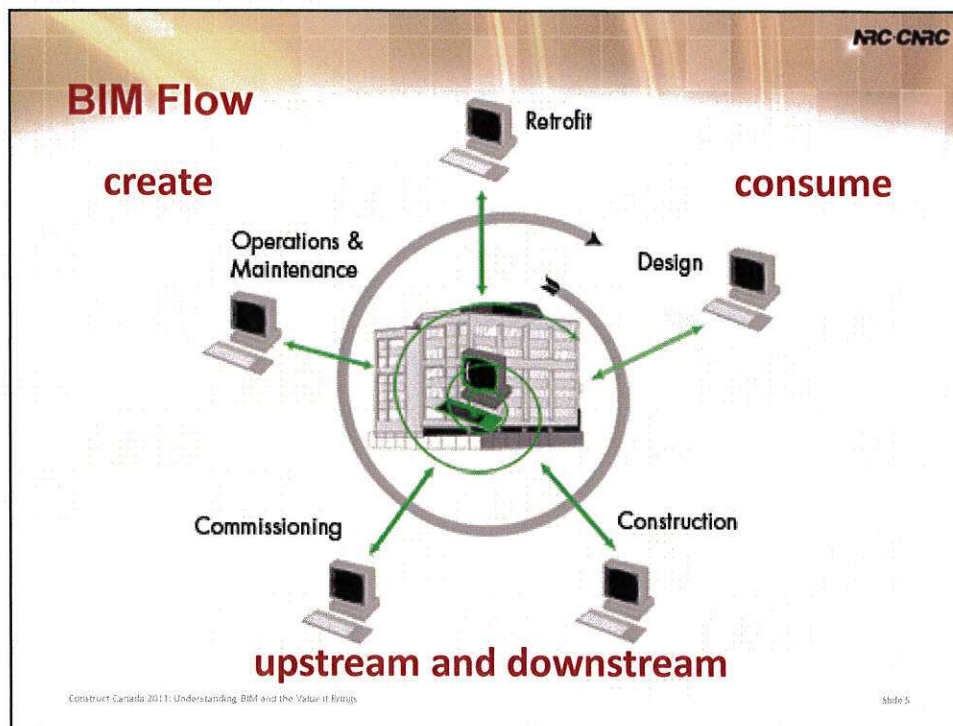 NRC·CNRC
BIM Flow
Retrofit
create
consume
Operations &
Maintenance
Design
Commissioning
Construction
upstream and downstream
Construct Canada 2011: Understanding BIM and the Value it Brings
Slide 5